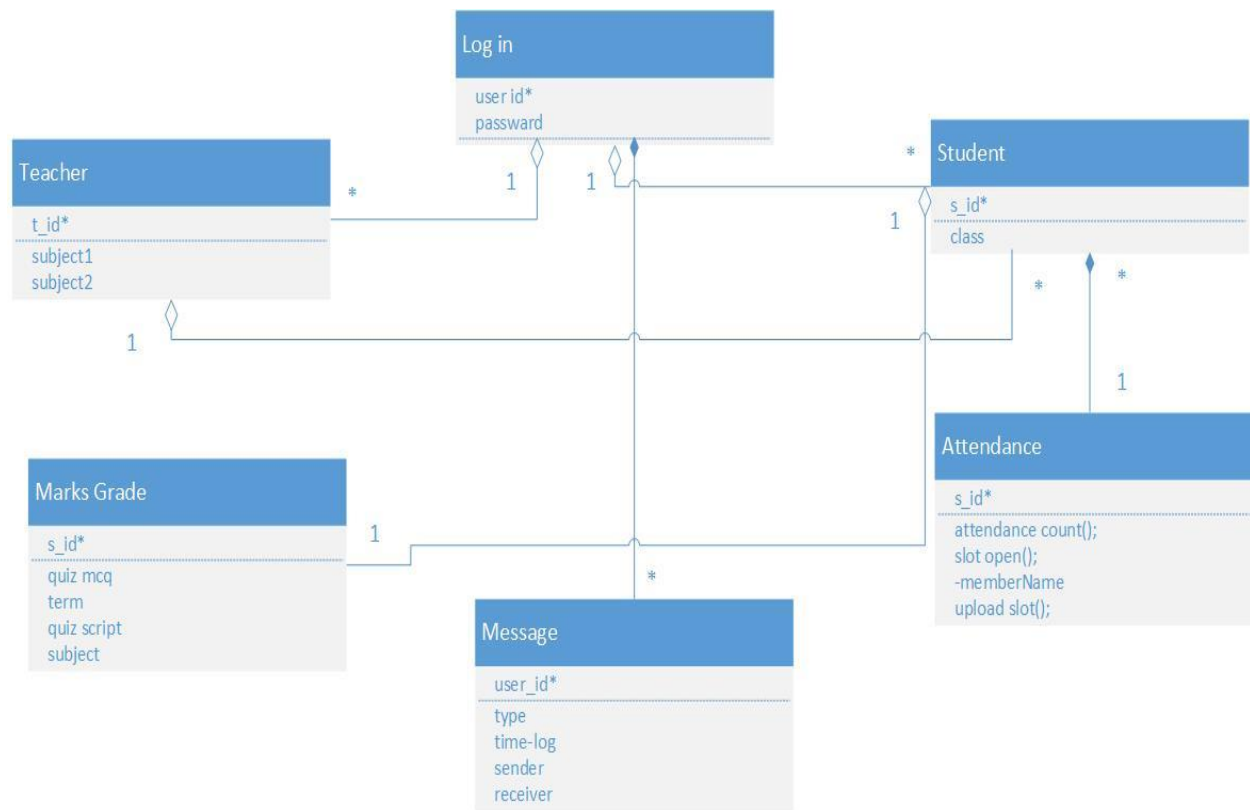 Log in
user id*
passward
Teacher
t_id*
subject1
subject2
1
*
1
1
*
Student
s_id*
class
1
*
*
1
Attendance
s_id*
attendance count();
slot open();
-memberName
upload slot();
Marks Grade
s_id*
quiz mcq
term
quiz script
subject
1
*
Message
user_id*
type
time-log
sender
receiver